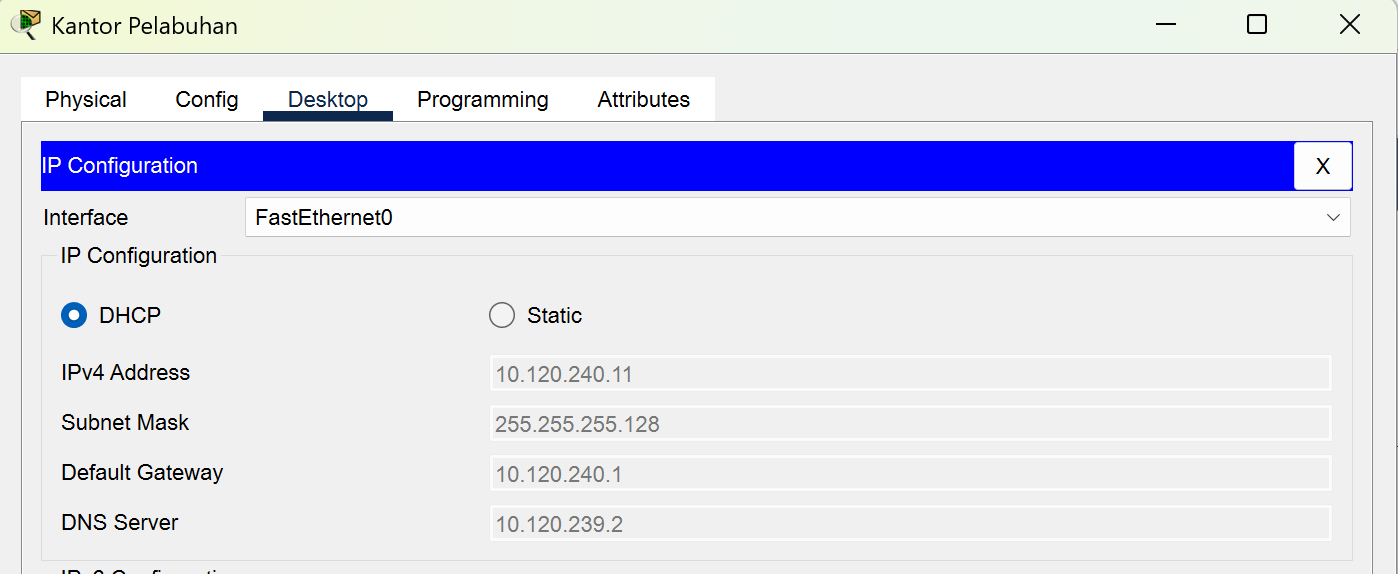 Kantor Pelabuhan
Physical Config Desktop Programming Attributes
IP Configuration X
Interface FastEthernet0
IP Configuration
DHCP Static
IPv4 Address 10.120.240.11
Subnet Mask 255.255.255.128
Default Gateway 10.120.240.1
DNS Server 10.120.239.2